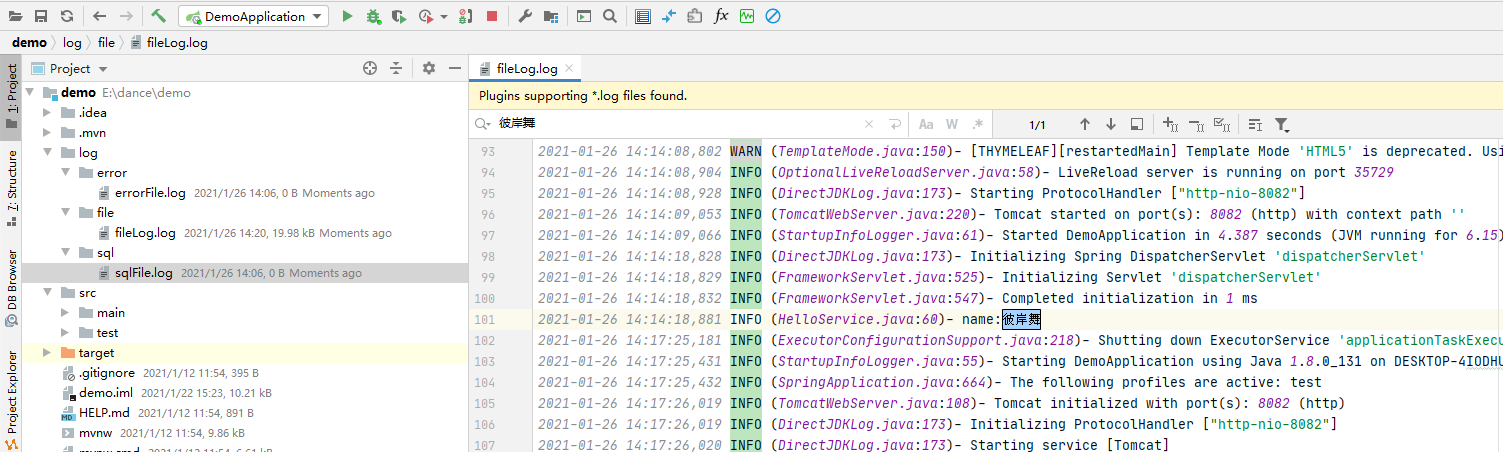 DemoApplication
demo log file fileLog.log
1: Project
Project
fileLog.log
demo E:\dance\demo
Plugins supporting *.log files found.
.idea
彼岸舞 Aa W .* 1/1
.mvn
93 2021-01-26 14:14:08,802 WARN (TemplateMode.java:150)- [THYMELEAF][restartedMain] Template Mode 'HTML5' is deprecated. Usi
log
94 2021-01-26 14:14:08,904 INFO (OptionalLiveReloadServer.java:58)- LiveReload server is running on port 35729
error
95 2021-01-26 14:14:08,928 INFO (DirectJDKLog.java:173)- Starting ProtocolHandler ["http-nio-8082"]
errorFile.log 2021/1/26 14:06, 0 B Moments ago
7: Structure
96 2021-01-26 14:14:09,053 INFO (TomcatWebServer.java:220)- Tomcat started on port(s): 8082 (http) with context path ''
file
97 2021-01-26 14:14:09,066 INFO (StartupInfoLogger.java:61)- Started DemoApplication in 4.387 seconds (JVM running for 6.15)
fileLog.log 2021/1/26 14:20, 19.98 kB Moments ago
98 2021-01-26 14:14:18,828 INFO (DirectJDKLog.java:173)- Initializing Spring DispatcherServlet 'dispatcherServlet'
sql
99 2021-01-26 14:14:18,829 INFO (FrameworkServlet.java:525)- Initializing Servlet 'dispatcherServlet'
sqlFile.log 2021/1/26 14:06, 0 B Moments ago
DB Browser
100 2021-01-26 14:14:18,832 INFO (FrameworkServlet.java:547)- Completed initialization in 1 ms
src
101 2021-01-26 14:14:18,881 INFO (HelloService.java:60)- name:彼岸舞
main
102 2021-01-26 14:17:25,181 INFO (ExecutorConfigurationSupport.java:218)- Shutting down ExecutorService 'applicationTaskExecu
test
103 2021-01-26 14:17:25,431 INFO (StartupInfoLogger.java:55)- Starting DemoApplication using Java 1.8.0_131 on DESKTOP-4IODHU
target
104 2021-01-26 14:17:25,432 INFO (SpringApplication.java:664)- The following profiles are active: test
.gitignore 2021/1/12 11:54, 395 B
105 2021-01-26 14:17:26,019 INFO (TomcatWebServer.java:108)- Tomcat initialized with port(s): 8082 (http)
demo.iml 2021/1/22 15:23, 10.21 kB
Project Explorer
106 2021-01-26 14:17:26,019 INFO (DirectJDKLog.java:173)- Initializing ProtocolHandler ["http-nio-8082"]
HELP.md 2021/1/12 11:54, 891 B
107 2021-01-26 14:17:26,020 INFO (DirectJDKLog.java:173)- Starting service [Tomcat]
mvnw 2021/1/12 11:54, 9.86 kB